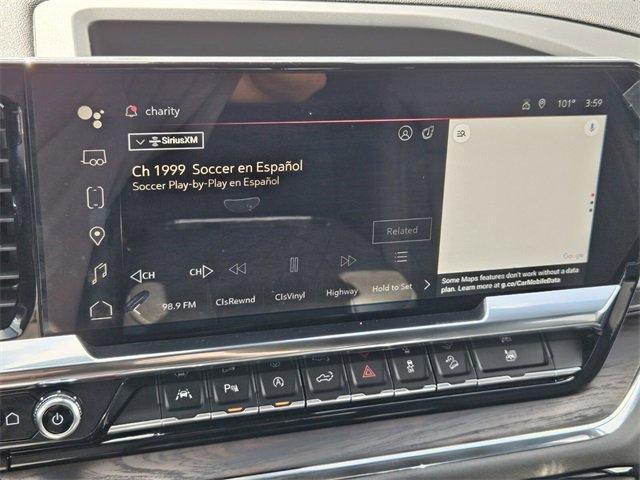 charity
101° 3:59
SiriusXM
Ch 1999 Soccer en Español
Soccer Play-by-Play en Español
Related
CH CH
98.9 FM ClsRewnd ClsVinyl Highway Hold to Set
Google
Some Maps features don't work without a data
plan. Learn more at g.co/CarMobileData